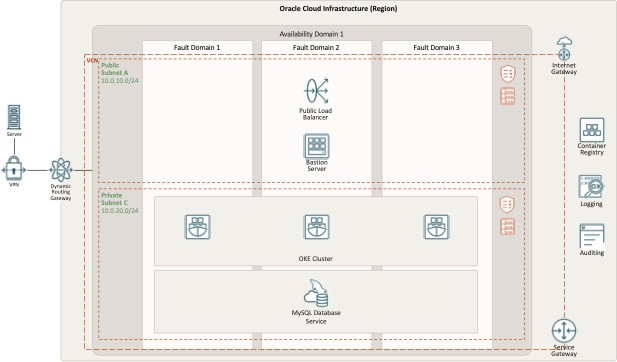 Oracle Cloud Infrastructure (Region)
Availability Domain 1
Fault Domain 1
Fault Domain 2
Fault Domain 3
VCN
Public
Subnet A
10.0.10.0/24
Internet
Gateway
Public Load
Balancer
Bastion
Server
Server
VPN
Dynamic
Routing
Gateway
Container
Registry
Logging
Auditing
Private
Subnet C
10.0.20.0/24
OKE Cluster
MySQL Database
Service
Service
Gateway